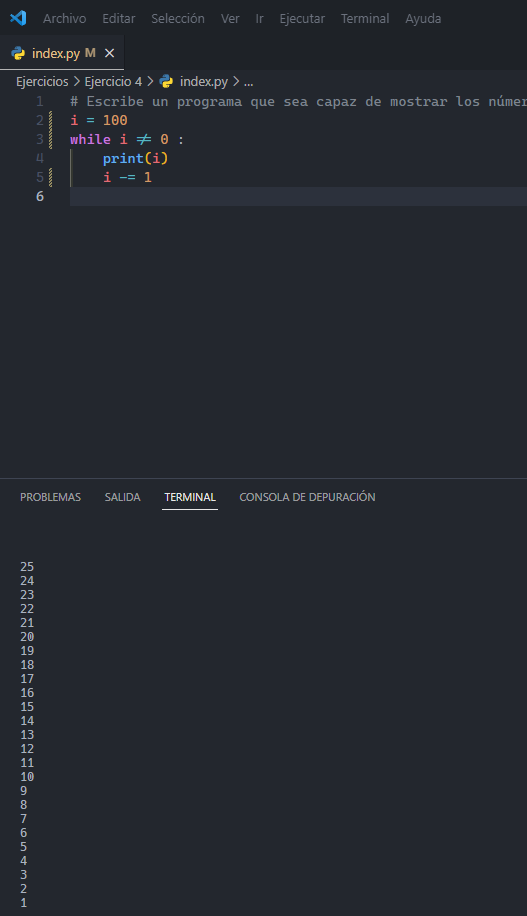 Archivo Editar Selección Ver Ir Ejecutar Terminal Ayuda
index.py M
Ejercicios > Ejercicio 4 > index.py > ...
1 # Escribe un programa que sea capaz de mostrar los
2 i = 100
3 while i != 0 :
4 print(i)
5 i -= 1
6
PROBLEMAS SALIDA TERMINAL CONSOLA DE DEPURACIÓN
25
24
23
22
21
20
19
18
17
16
15
14
13
12
11
10
9
8
7
6
5
4
3
2
1